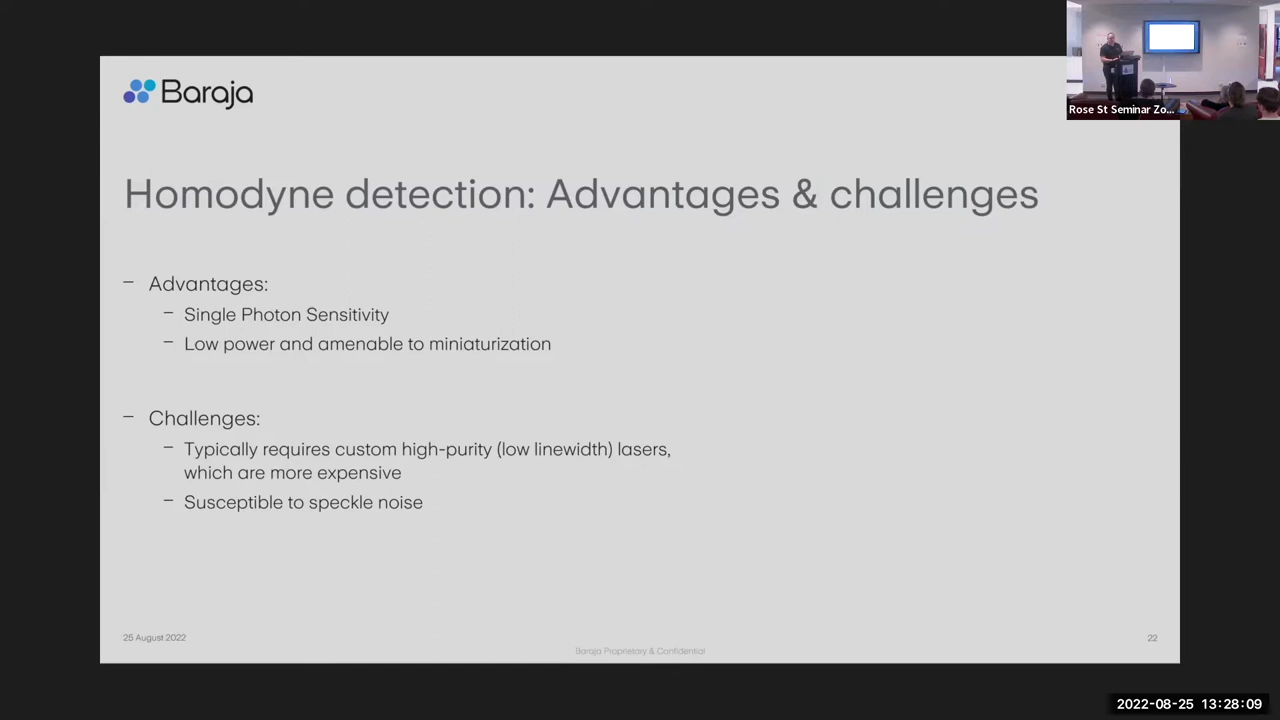 Baraja
Rose St Seminar Zo...
Homodyne detection: Advantages & challenges
– Advantages:
– Single Photon Sensitivity
– Low power and amenable to miniaturization
– Challenges:
– Typically requires custom high-purity (low linewidth) lasers,
which are more expensive
– Susceptible to speckle noise
25 August 2022
22
Baraja Proprietary & Confidential
2022-08-25 13:28:09